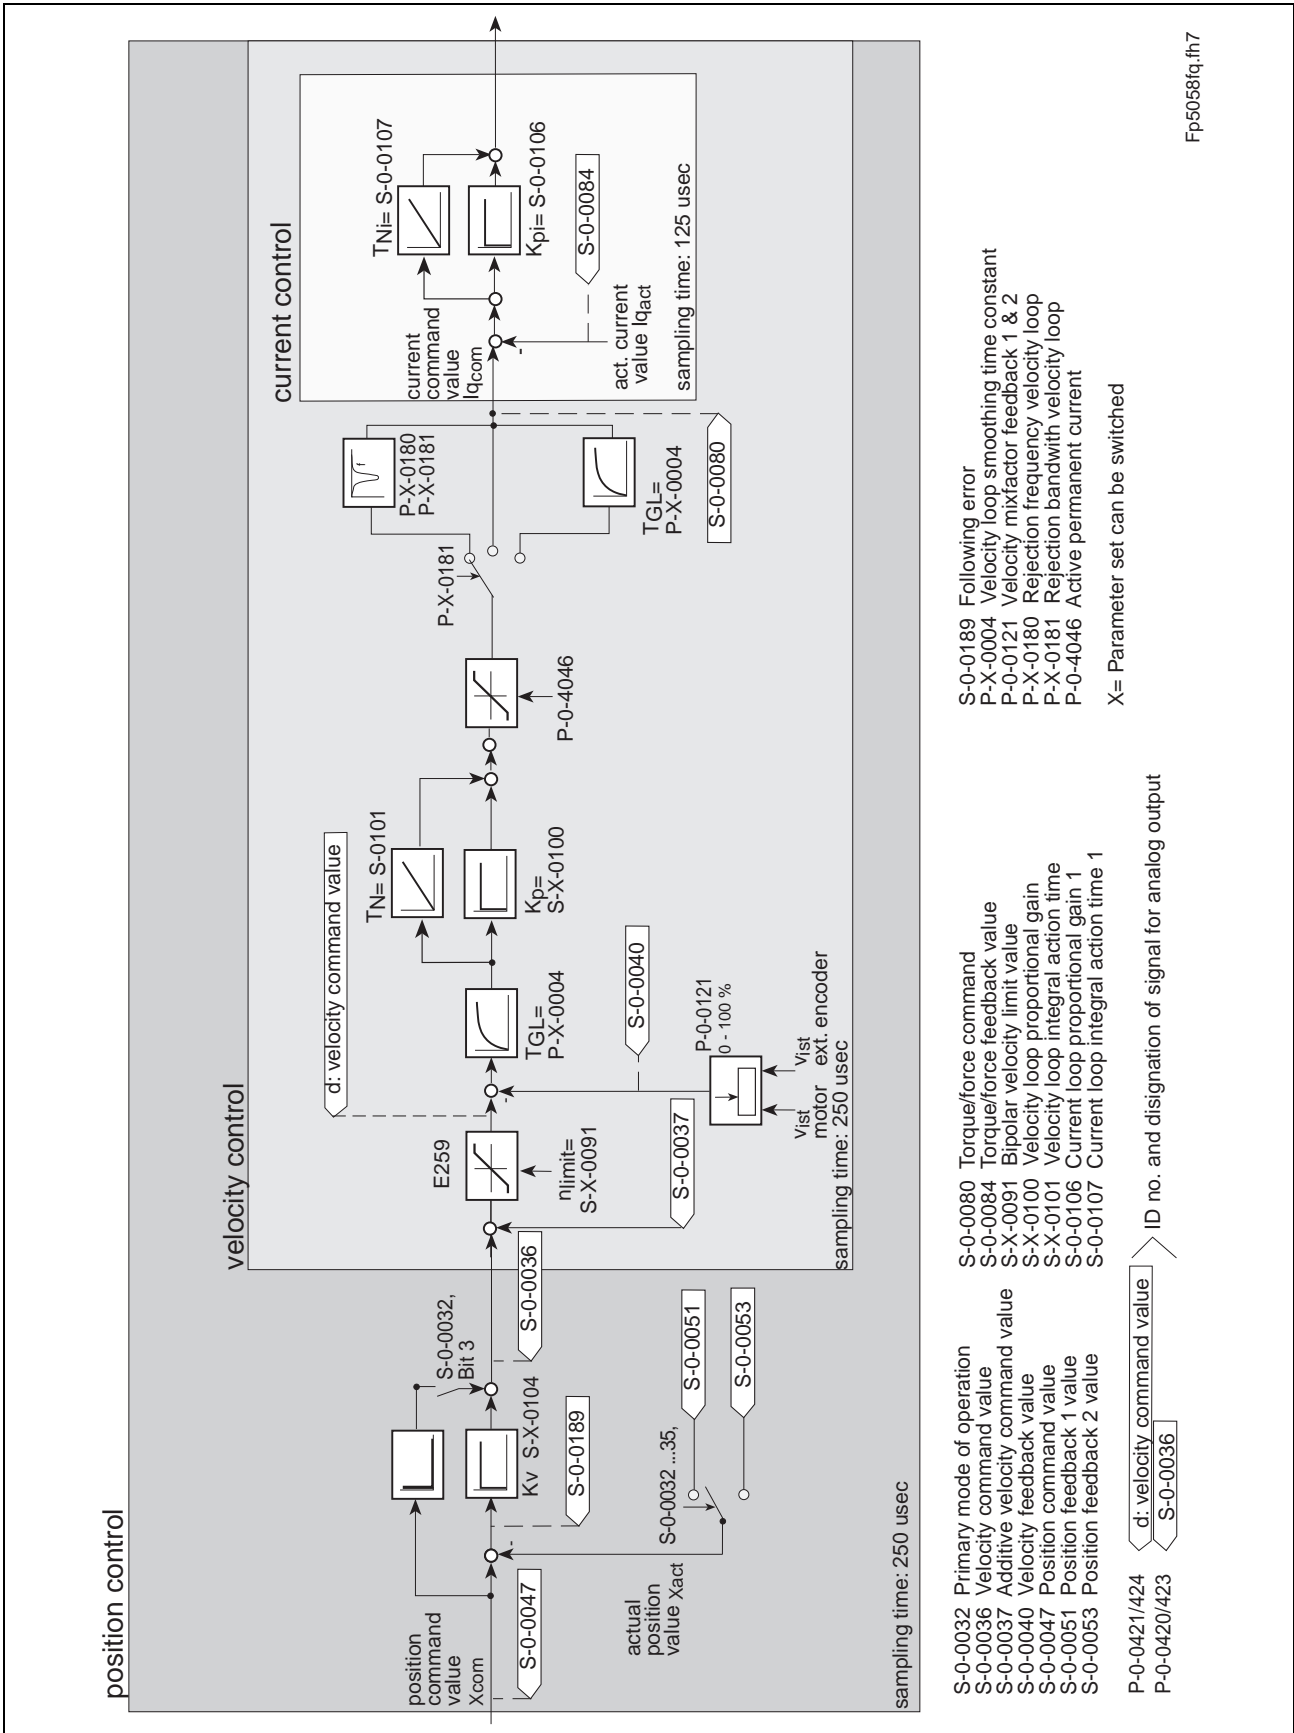 position control
velocity control
current control
position
command
value
xcom
S-0-0047
S-0-0032,
Bit 3
Kv S-X-0104
S-0-0189
S-0-0036
actual
position
value xact
-
S-0-0032 ...35,
S-0-0051
S-0-0053
sampling time: 250 usec
E259
nlimit=
S-X-0091
S-0-0037
d: velocity command value
-
TGL=
P-X-0004
S-0-0040
P-0-0121
0 - 100 %
vist
motor
vist
ext. encoder
sampling time: 250 usec
TN= S-0101
Kp=
S-X-0100
P-0-4046
P-X-0181
f
P-X-0180
P-X-0181
TGL=
P-X-0004
S-0-0080
current
command
value
Iqcom
-
act. current
value Iqact
TNi= S-0-0107
Kpi= S-0-0106
S-0-0084
sampling time: 125 usec
S-0-0032 Primary mode of operation
S-0-0036 Velocity command value
S-0-0037 Additive velocity command value
S-0-0040 Velocity feedback value
S-0-0047 Position command value
S-0-0051 Position feedback 1 value
S-0-0053 Position feedback 2 value
S-0-0080 Torque/force command
S-0-0084 Torque/force feedback value
S-X-0091 Bipolar velocity limit value
S-X-0100 Velocity loop proportional gain
S-X-0101 Velocity loop integral action time
S-0-0106 Current loop proportional gain 1
S-0-0107 Current loop integral action time 1
S-0-0189 Following error
P-X-0004 Velocity loop smoothing time constant
P-0-0121 Velocity mixfactor feedback 1 & 2
P-X-0180 Rejection frequency velocity loop
P-X-0181 Rejection bandwith velocity loop
P-0-4046 Active permanent current
X= Parameter set can be switched
P-0-0421/424 d: velocity command value
P-0-0420/423 S-0-0036
ID no. and disignation of signal for analog output
Fp5058fq.fh7